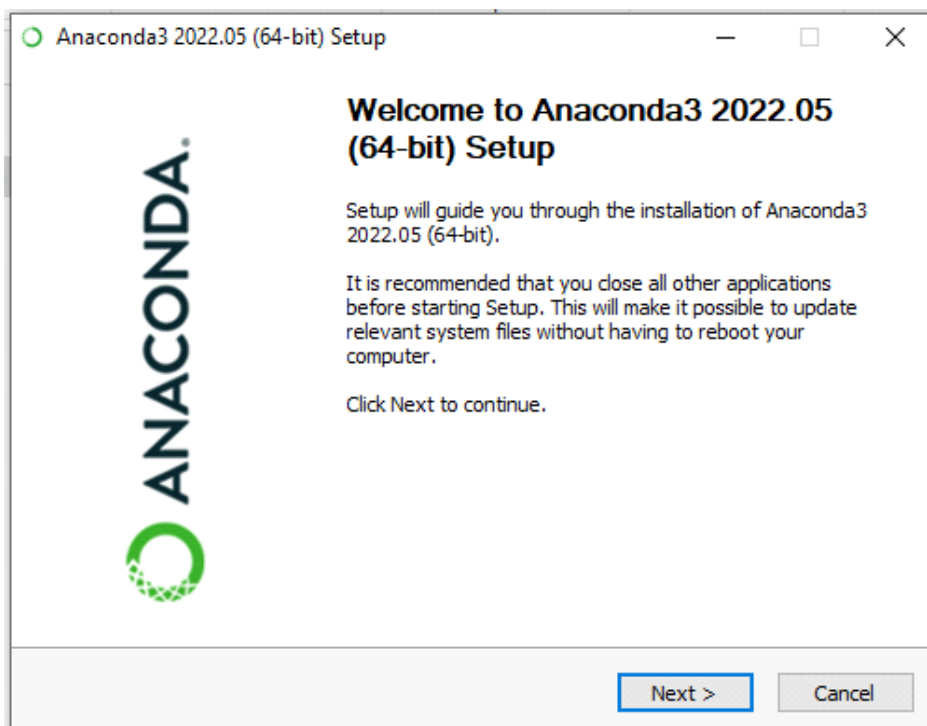 Anaconda3 2022.05 (64-bit) Setup
Welcome to Anaconda3 2022.05
(64-bit) Setup
ANACONDA.
Setup will guide you through the installation of Anaconda3
2022.05 (64-bit).
It is recommended that you close all other applications
before starting Setup. This will make it possible to update
relevant system files without having to reboot your
computer.
Click Next to continue.
Next >
Cancel